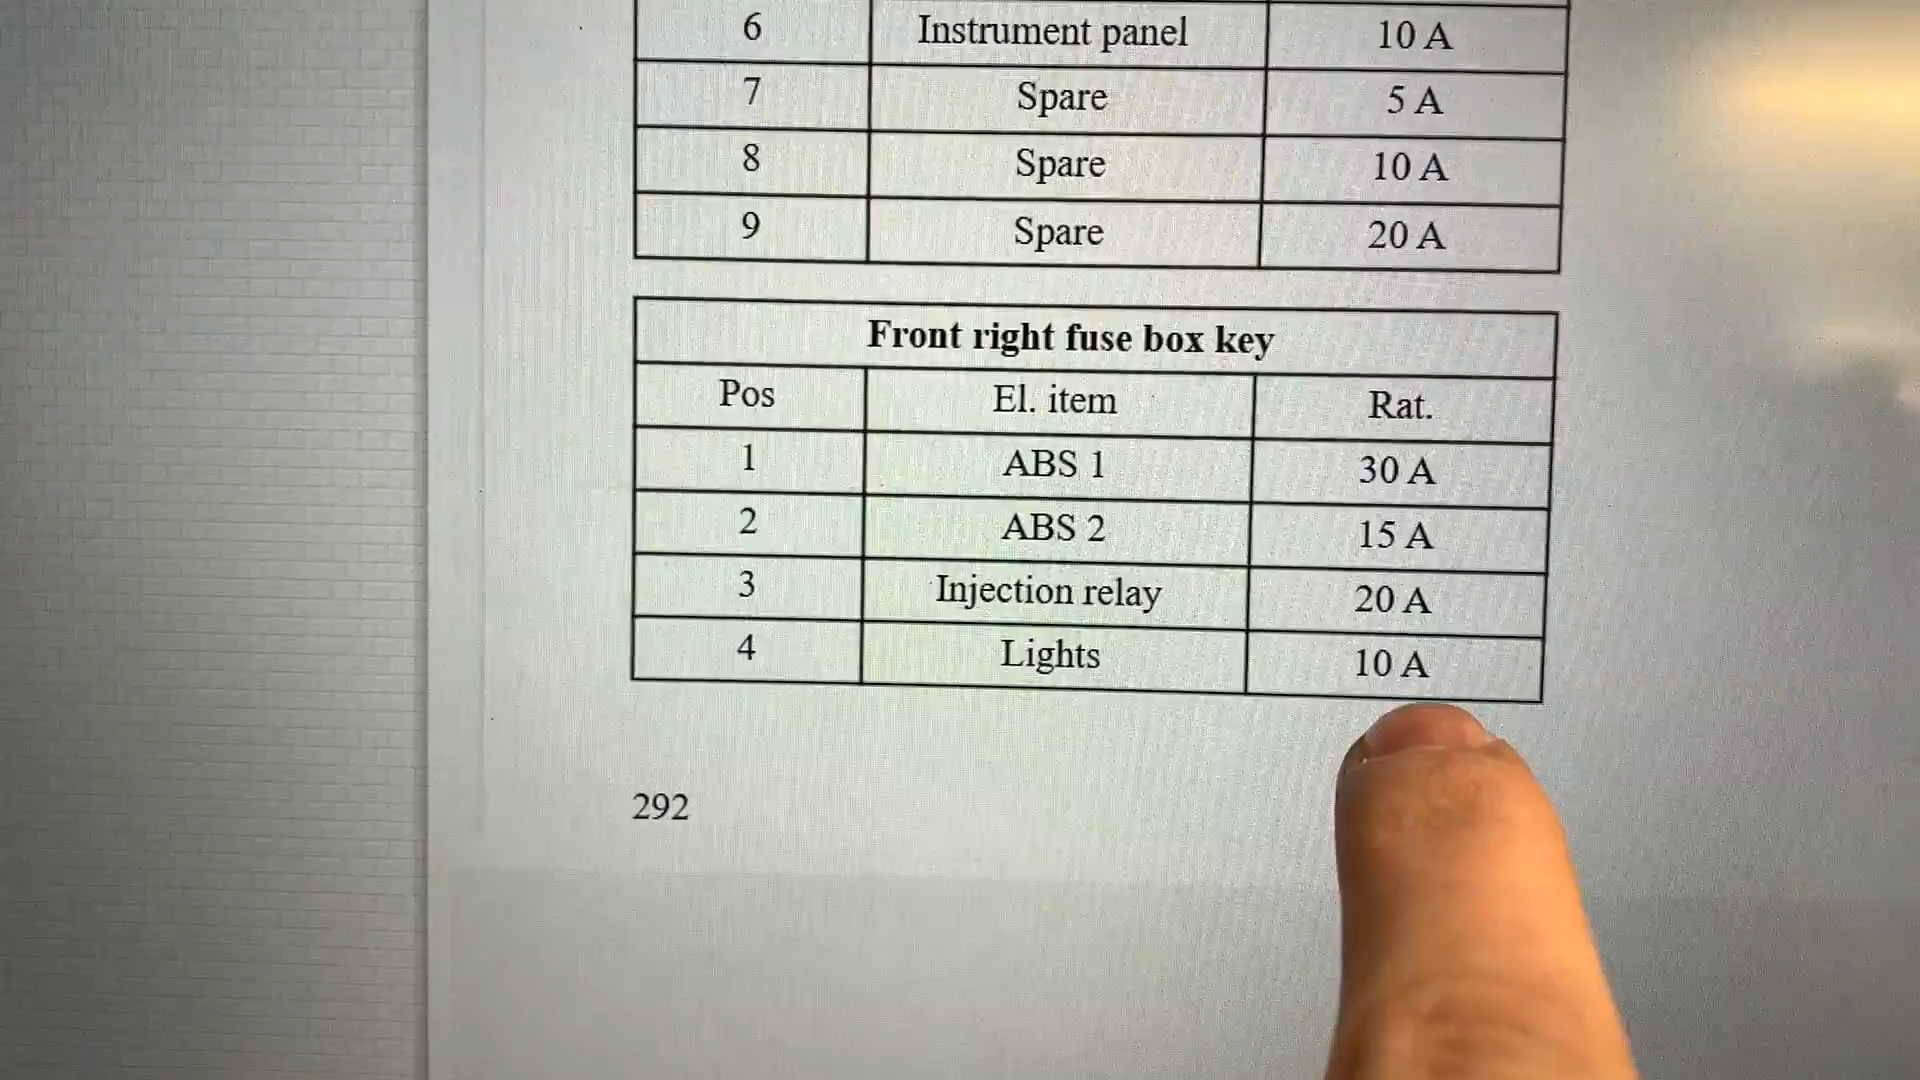 6 Instrument panel 10 A
7 Spare 5 A
8 Spare 10 A
9 Spare 20 A
Front right fuse box key
Pos El. item Rat.
1 ABS 1 30 A
2 ABS 2 15 A
3 Injection relay 20 A
4 Lights 10 A
292